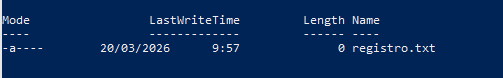 Mode                LastWriteTime         Length Name
----                -------------         ------ ----
-a----       20/03/2026      9:57              0 registro.txt